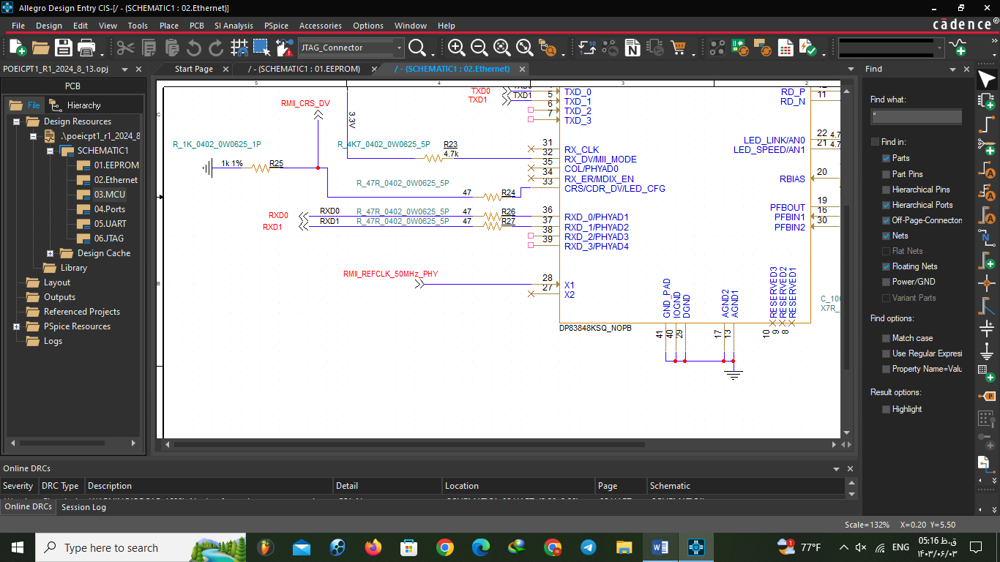 Allegro Design Entry CIS-[/ - (SCHEMATIC1 : 02.Ethernet)]
File Design Edit View Tools Place PCB SI Analysis PSpice Accessories Options Window Help
cadence®
JTAG_Connector
POEICPT1_R1_2024_8_13.opj
Start Page
/ - (SCHEMATIC1 : 01.EEPROM)
/ - (SCHEMATIC1 : 02.Ethernet)
PCB
File
Hierarchy
Design Resources
.\poeicpt1_r1_2024_8
SCHEMATIC1
01.EEPROM
02.Ethernet
03.MCU
04.Ports
05.UART
06.JTAG
Design Cache
Library
Layout
Outputs
Referenced Projects
PSpice Resources
Logs
5 4 3 2
C
B
RMII_CRS_DV
3.3V
R_1K_0402_0W0625_1P
1k 1%
R25
R_4K7_0402_0W0625_5P
R23
4.7k
R_47R_0402_0W0625_5P
47
R24
RXD0
RXD0
R_47R_0402_0W0625_5P
47
R26
RXD1
RXD1
R_47R_0402_0W0625_5P
47
R27
RMII_REFCLK_50MHz_PHY
TXD0
TXD1
TXD1
TXD_0
5 TXD_1
6 TXD_2
7 TXD_3
31 RX_CLK
32 RX_DV/MII_MODE
35 COL/PHYAD0
34 RX_ER/MDIX_EN
33 CRS/CDR_DV/LED_CFG
36 RXD_0/PHYAD1
37 RXD_1/PHYAD2
38 RXD_2/PHYAD3
39 RXD_3/PHYAD4
28 X1
27 X2
RD_P
RD_N 11
LED_LINK/AN0 22 4.7
LED_SPEED/AN1 21 4.7
RBIAS 20
PFBOUT 19
PFBIN1 16
PFBIN2 30
GND_PAD
IOGND
DGND
AGND2
AGND1
RESERVED3
RESERVED2
RESERVED1
41 40 29 17 13 10 9 8
DP83848KSQ_NOPB
C_100
X7R_
Find
Find what:
*
Find in:
Parts
Part Pins
Hierarchical Pins
Hierarchical Ports
Off-Page-Connectors
Nets
Flat Nets
Floating Nets
Power/GND
Variant Parts
Find options:
Match case
Use Regular Expressi
Property Name=Valu
Result options:
Highlight
Online DRCs
Severity DRC Type Description Detail Location Page Schematic
Online DRCs
Session Log
Scale=132% X=0.20 Y=5.50
Type here to search
1
77°F
ENG
05:16 ق.ظ
۱۴۰۳/۰۶/۰۳